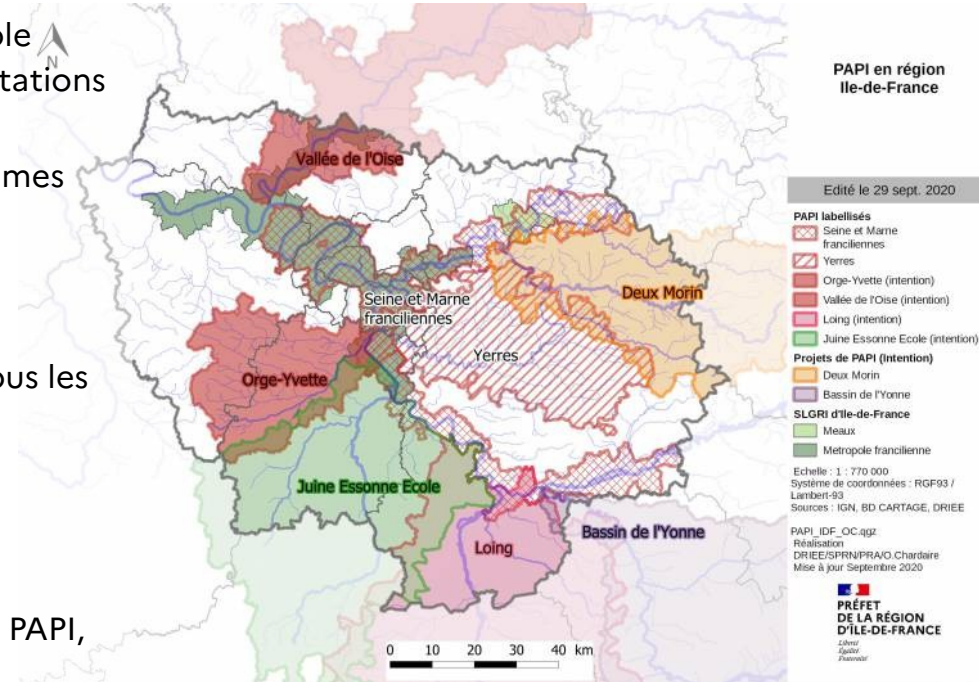 ole
N
tations
mes
ous les
PAPI,
Vallée de l'Oise
Seine et Marne
franciliennes
Deux Morin
Yerres
Orge-Yvette
Juine Essonne Ecole
Loing
Bassin de l'Yonne
0 10 20 30 40 km
PAPI en région
Ile-de-France
Edité le 29 sept. 2020
PAPI labellisés
Seine et Marne
franciliennes
Yerres
Orge-Yvette (intention)
Vallée de l'Oise (intention)
Loing (intention)
Juine Essonne Ecole (intention)
Projets de PAPI (Intention)
Deux Morin
Bassin de l'Yonne
SLGRI d'Ile-de-France
Meaux
Metropole francilienne
Echelle : 1 : 770 000
Système de coordonnées : RGF93 /
Lambert-93
Sources : IGN, BD CARTAGE, DRIEE
PAPI_IDF_OC.qgz
Réalisation
DRIEE/SPRN/PRA/O.Chardaire
Mise à jour Septembre 2020
PRÉFET
DE LA RÉGION
D'ÎLE-DE-FRANCE
Liberté
Égalité
Fraternité